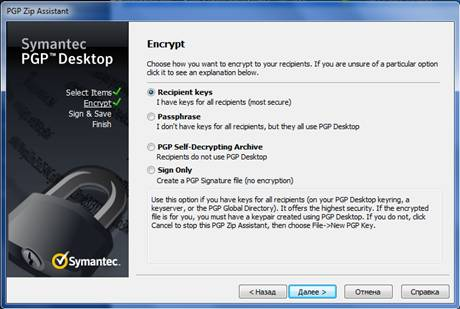 PGP Zip Assistant
Symantec
PGP™ Desktop
Select Items
Encrypt
Sign & Save
Finish
Symantec.
Encrypt
Choose how you want to encrypt to your recipients. If you are unsure of a particular option
click it to see an explanation below.
Recipient keys
I have keys for all recipients (most secure)
Passphrase
I don't have keys for all recipients, but they all use PGP Desktop
PGP Self-Decrypting Archive
Recipients do not use PGP Desktop
Sign Only
Create a PGP Signature file (no encryption)
Use this option if you have keys for all recipients (on your PGP Desktop keyring, a
keyserver, or the PGP Global Directory). It offers the highest security. If the encrypted
file is for you, you must have a keypair created using PGP Desktop. If you do not, click
Cancel to stop this PGP Zip Assistant, then choose File->New PGP Key.
< Назад
Далее >
Отмена
Справка